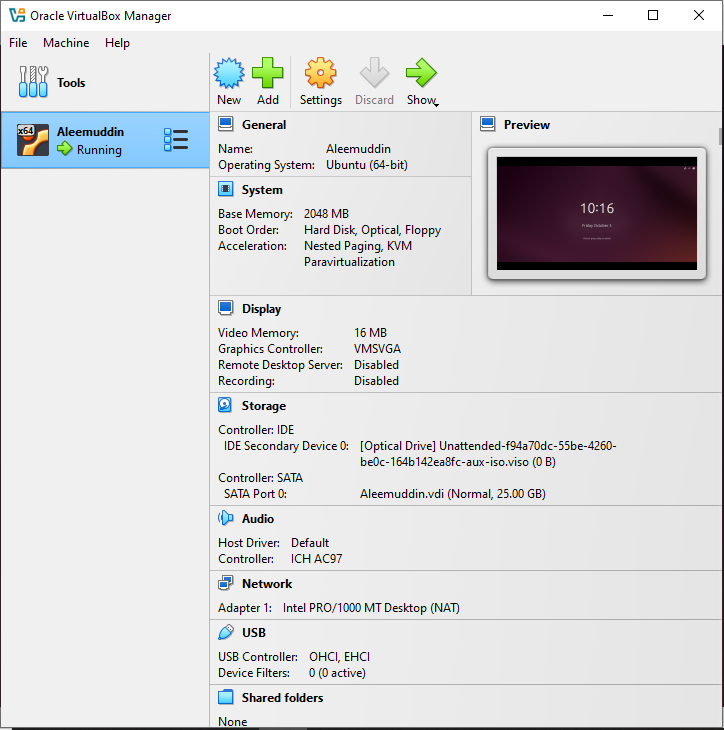 Oracle VirtualBox Manager
File Machine Help
Tools
New Add Settings Discard Show
x64
Aleemuddin
Running
General
Name: Aleemuddin
Operating System: Ubuntu (64-bit)
Preview
10:16
Friday October 3
System
Base Memory: 2048 MB
Boot Order: Hard Disk, Optical, Floppy
Acceleration: Nested Paging, KVM
Paravirtualization
Display
Video Memory: 16 MB
Graphics Controller: VMSVGA
Remote Desktop Server: Disabled
Recording: Disabled
Storage
Controller: IDE
IDE Secondary Device 0: [Optical Drive] Unattended-f94a70dc-55be-4260-
be0c-164b142ea8fc-aux-iso.viso (0 B)
Controller: SATA
SATA Port 0: Aleemuddin.vdi (Normal, 25.00 GB)
Audio
Host Driver: Default
Controller: ICH AC97
Network
Adapter 1: Intel PRO/1000 MT Desktop (NAT)
USB
USB Controller: OHCI, EHCI
Device Filters: 0 (0 active)
Shared folders
None